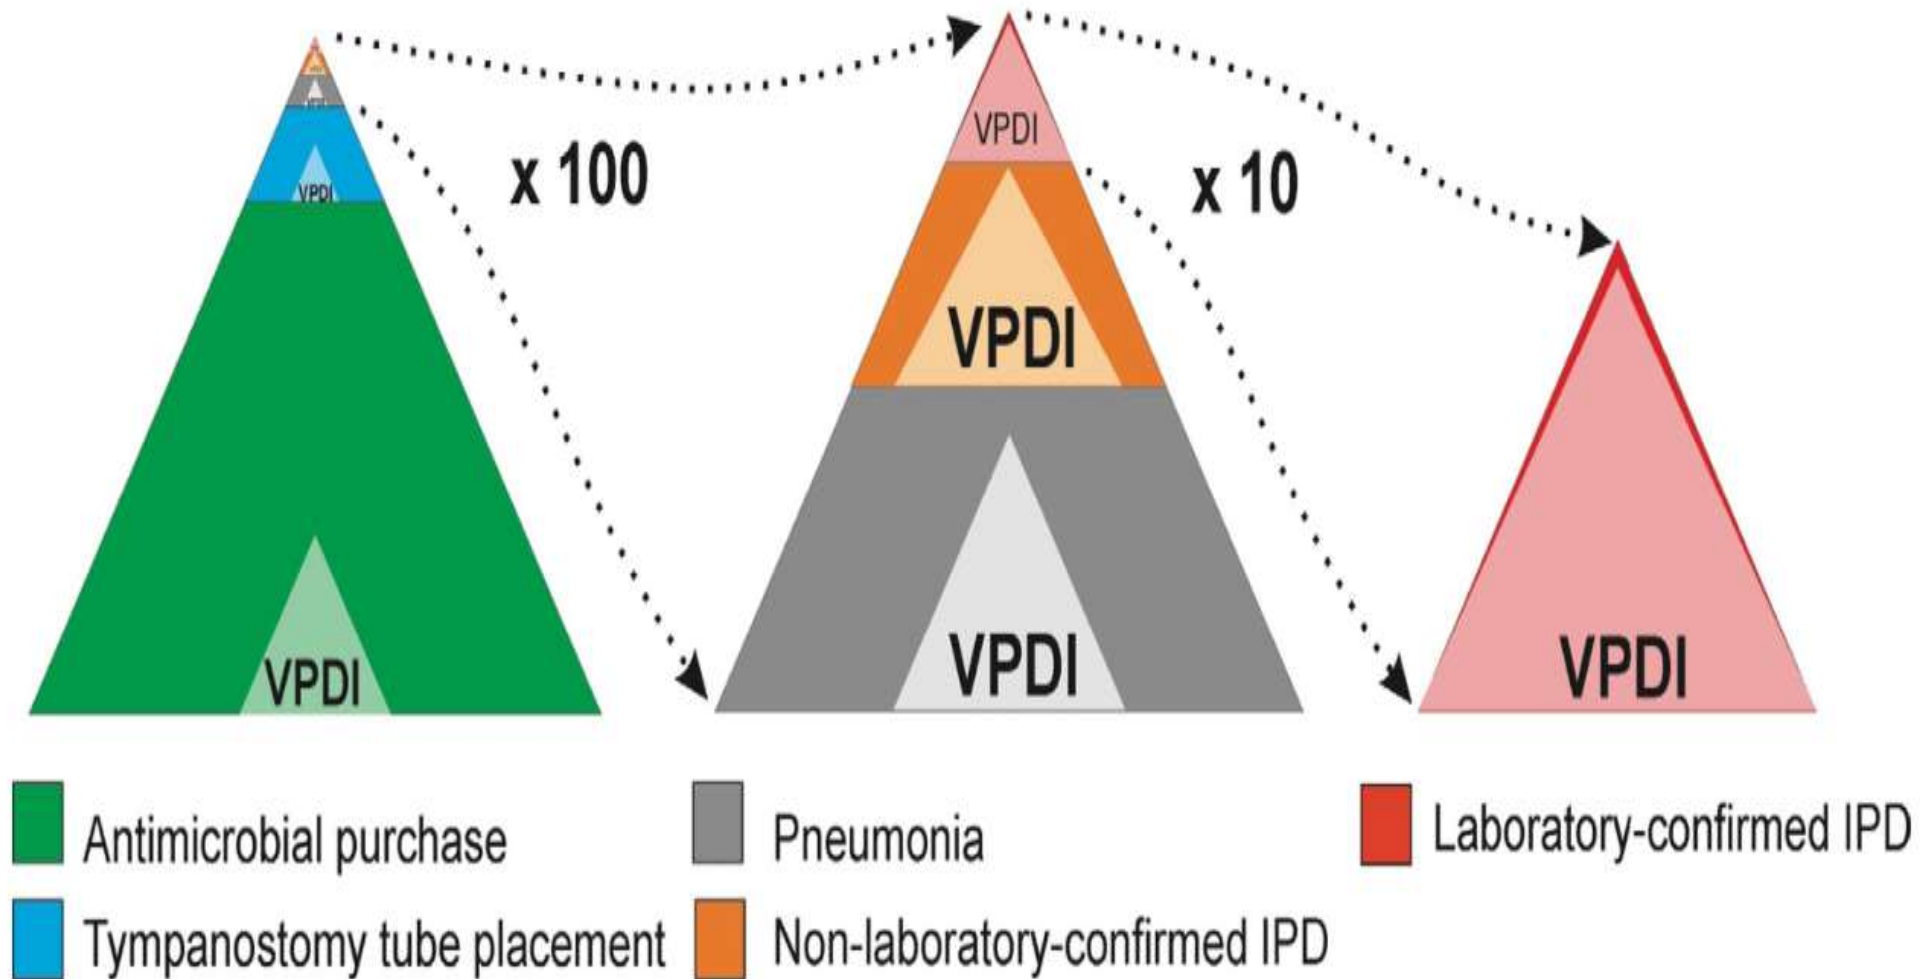 VPDI
VPDI
x 100
VPDI
VPDI
VPDI
x 10
VPDI
Antimicrobial purchase
Pneumonia
Laboratory-confirmed IPD
Tympanostomy tube placement
Non-laboratory-confirmed IPD